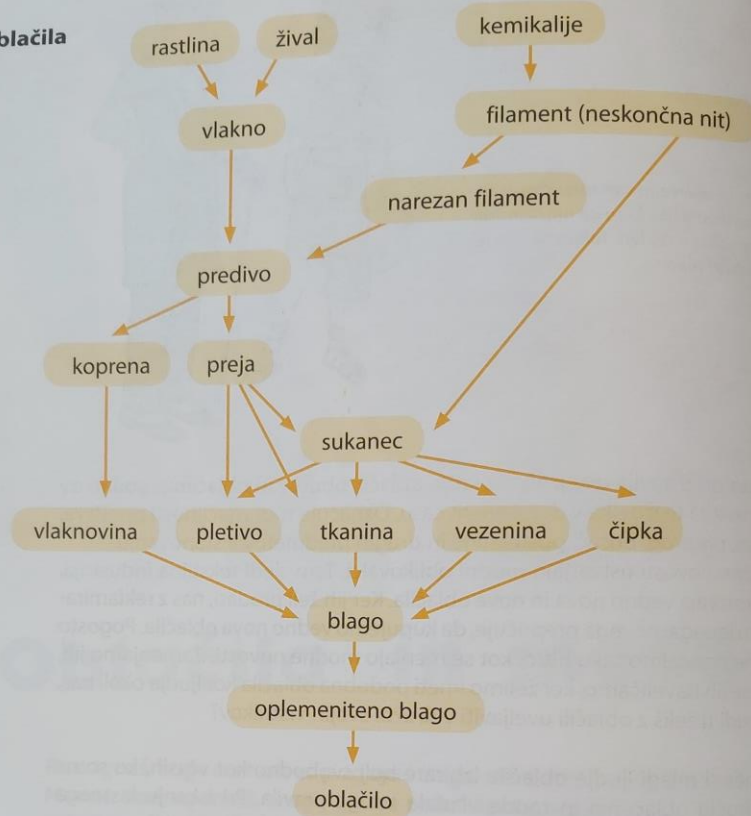 blačila
rastlina
žival
kemikalije
vlakno
filament (neskončna nit)
narezan filament
predivo
koprena
preja
sukanec
vlaknovina
pletivo
tkanina
vezenina
čipka
blago
oplemeniteno blago
oblačilo